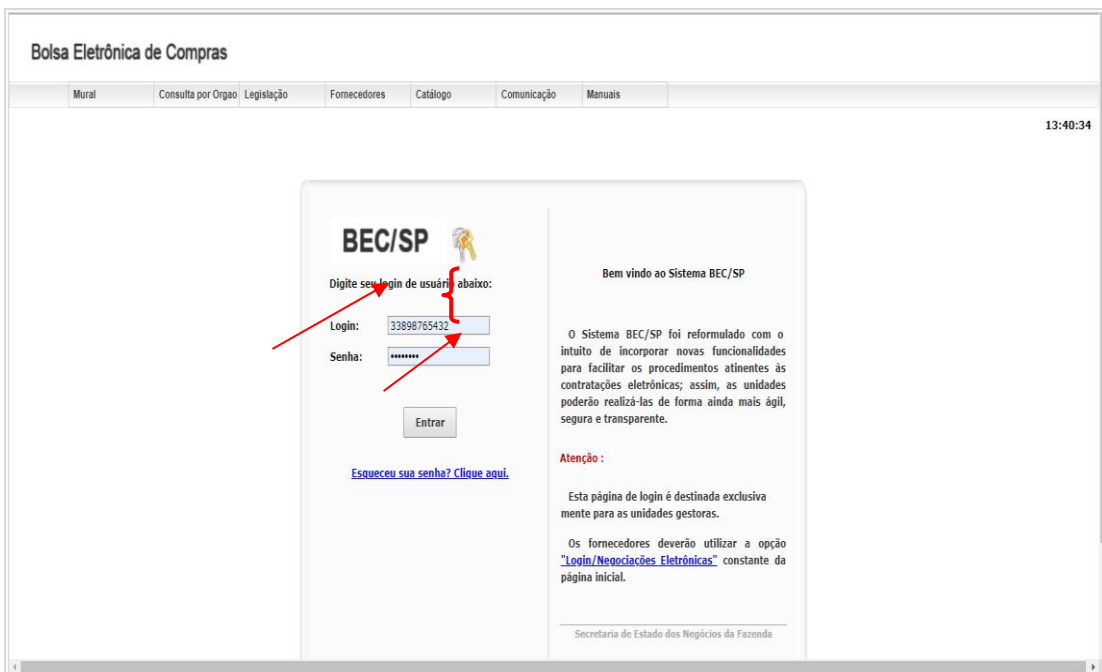 Bolsa Eletrônica de Compras
Mural Consulta por Orgao Legislação Fornecedores Catálogo Comunicação Manuais
13:40:34
BEC/SP
Digite seu login de usuário abaixo:
Login: 33898765432
Senha: ••••••••
Entrar
Esqueceu sua senha? Clique aqui.
Bem vindo ao Sistema BEC/SP
O Sistema BEC/SP foi reformulado com o
intuito de incorporar novas funcionalidades
para facilitar os procedimentos atinentes às
contratações eletrônicas; assim, as unidades
poderão realizá-las de forma ainda mais ágil,
segura e transparente.
Atenção :
Esta página de login é destinada exclusiva
mente para as unidades gestoras.
Os fornecedores deverão utilizar a opção
"Login/Negociações Eletrônicas" constante da
página inicial.
Secretaria de Estado dos Negócios da Fazenda